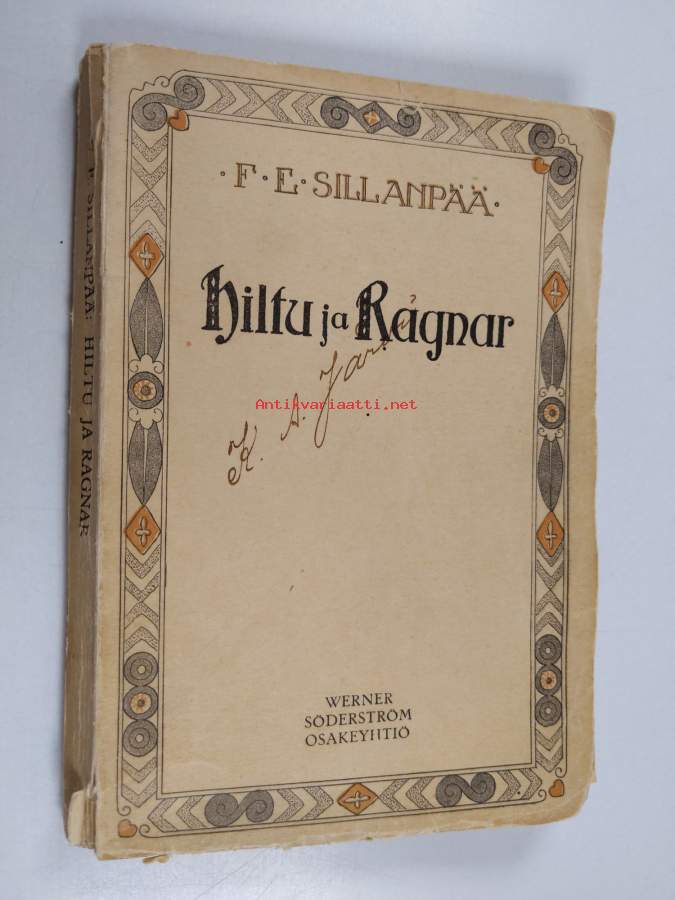 · F · E · SILLANPÄÄ ·
Hiltu ja Ragnar
K. A.
Antikvariaatti.net
WERNER
SÖDERSTRÖM
OSAKEYHTIÖ
F. E. SILLANPÄÄ: HILTU JA RAGNAR